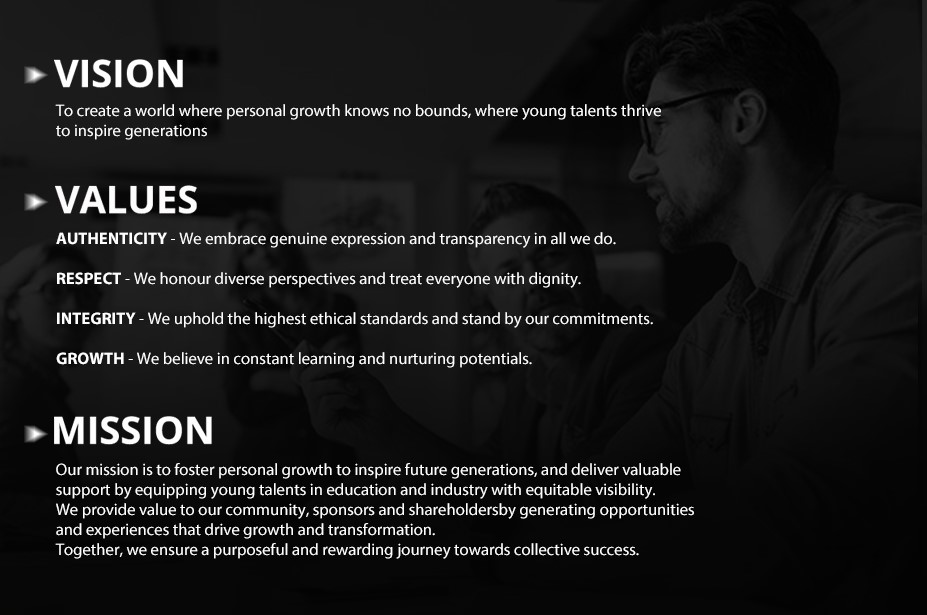 VISION
To create a world where personal growth knows no bounds, where young talents thrive
to inspire generations
VALUES
AUTHENTICITY - We embrace genuine expression and transparency in all we do.
RESPECT - We honour diverse perspectives and treat everyone with dignity.
INTEGRITY - We uphold the highest ethical standards and stand by our commitments.
GROWTH - We believe in constant learning and nurturing potentials.
MISSION
Our mission is to foster personal growth to inspire future generations, and deliver valuable
support by equipping young talents in education and industry with equitable visibility.
We provide value to our community, sponsors and shareholdersby generating opportunities
and experiences that drive growth and transformation.
Together, we ensure a purposeful and rewarding journey towards collective success.